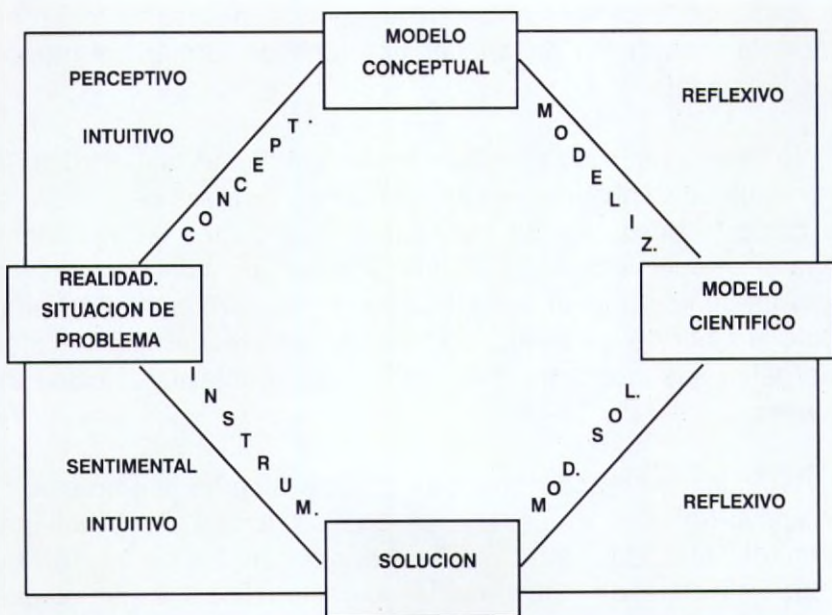 MODELO
CONCEPTUAL
PERCEPTIVO
INTUITIVO
REFLEXIVO
CONCEPT.
MODELIZ.
REALIDAD.
SITUACION DE
PROBLEMA
MODELO
CIENTIFICO
INSTRUM.
MOD. SOL.
SENTIMENTAL
INTUITIVO
REFLEXIVO
SOLUCION